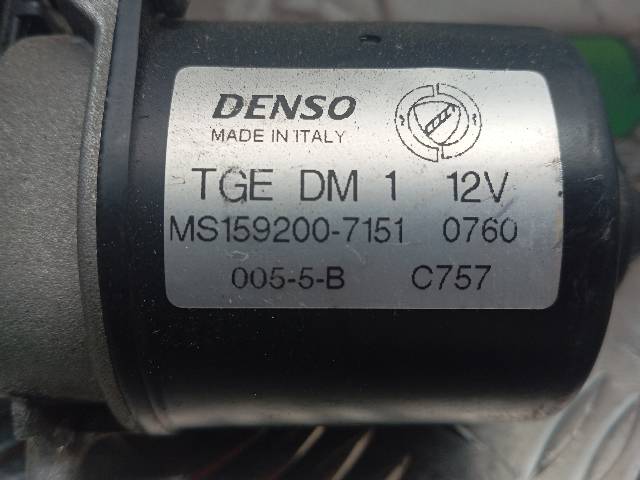 DENSO
MADE IN ITALY
TGE DM 1 12V
MS159200-7151 0760
005-5-B C757